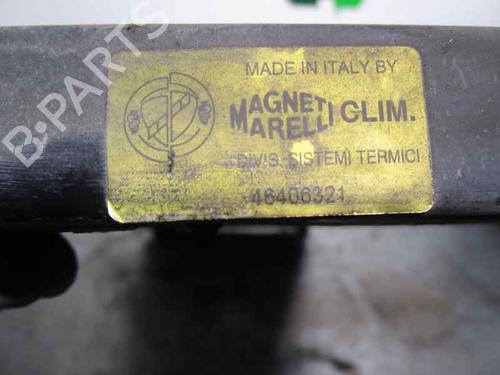 MADE IN ITALY BY
MAGNETI
MARELLI CLIM.
DIVIS. SISTEMI TERMICI
46406321
B-PARTS